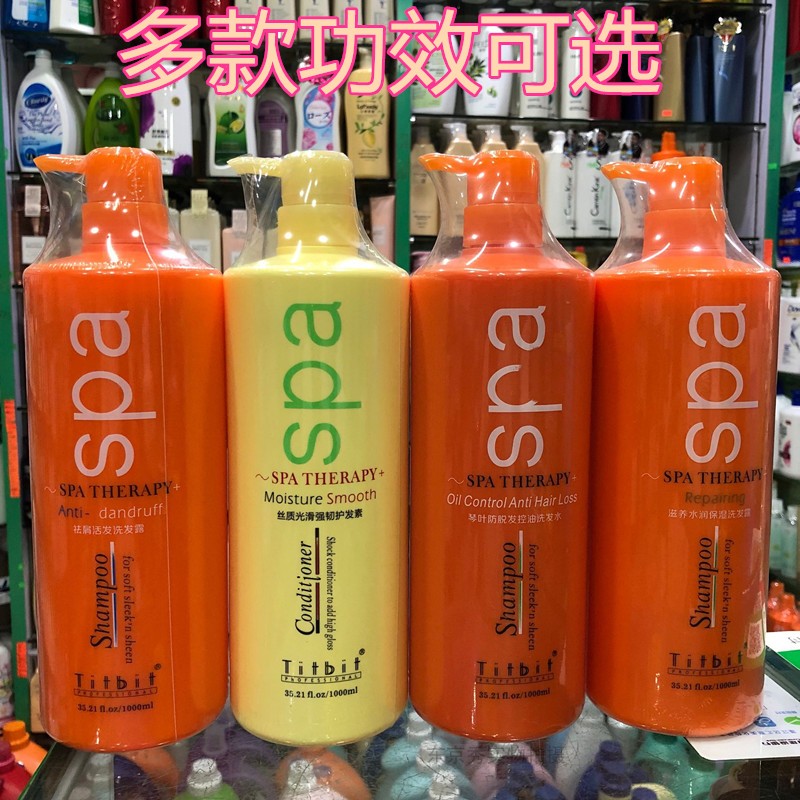 多款功效可选
spa
~SPA THERAPY+
Anti- dandruff
祛屑活发洗发露
Shampoo
for soft sleek'n sheen
Titbit
PROFESSIONAL
35.21 fl.oz/1000ml
spa
~SPA THERAPY+
Moisture Smooth
丝质光滑强韧护发素
Conditioner
Shock conditioner to add high gloss
Titbit
PROFESSIONAL
35.21 fl.oz/1000ml
spa
~SPA THERAPY+
Oil Control Anti Hair Loss
琴叶防脱发控油洗发水
Shampoo
for soft sleek'n sheen
Titbit
PROFESSIONAL
35.21 fl.oz/1000ml
spa
~SPA THERAPY+
Repairing
滋养水润保湿洗发露
Shampoo
for soft sleek'n sheen
Titbit
PROFESSIONAL
35.21 fl.oz/1000ml